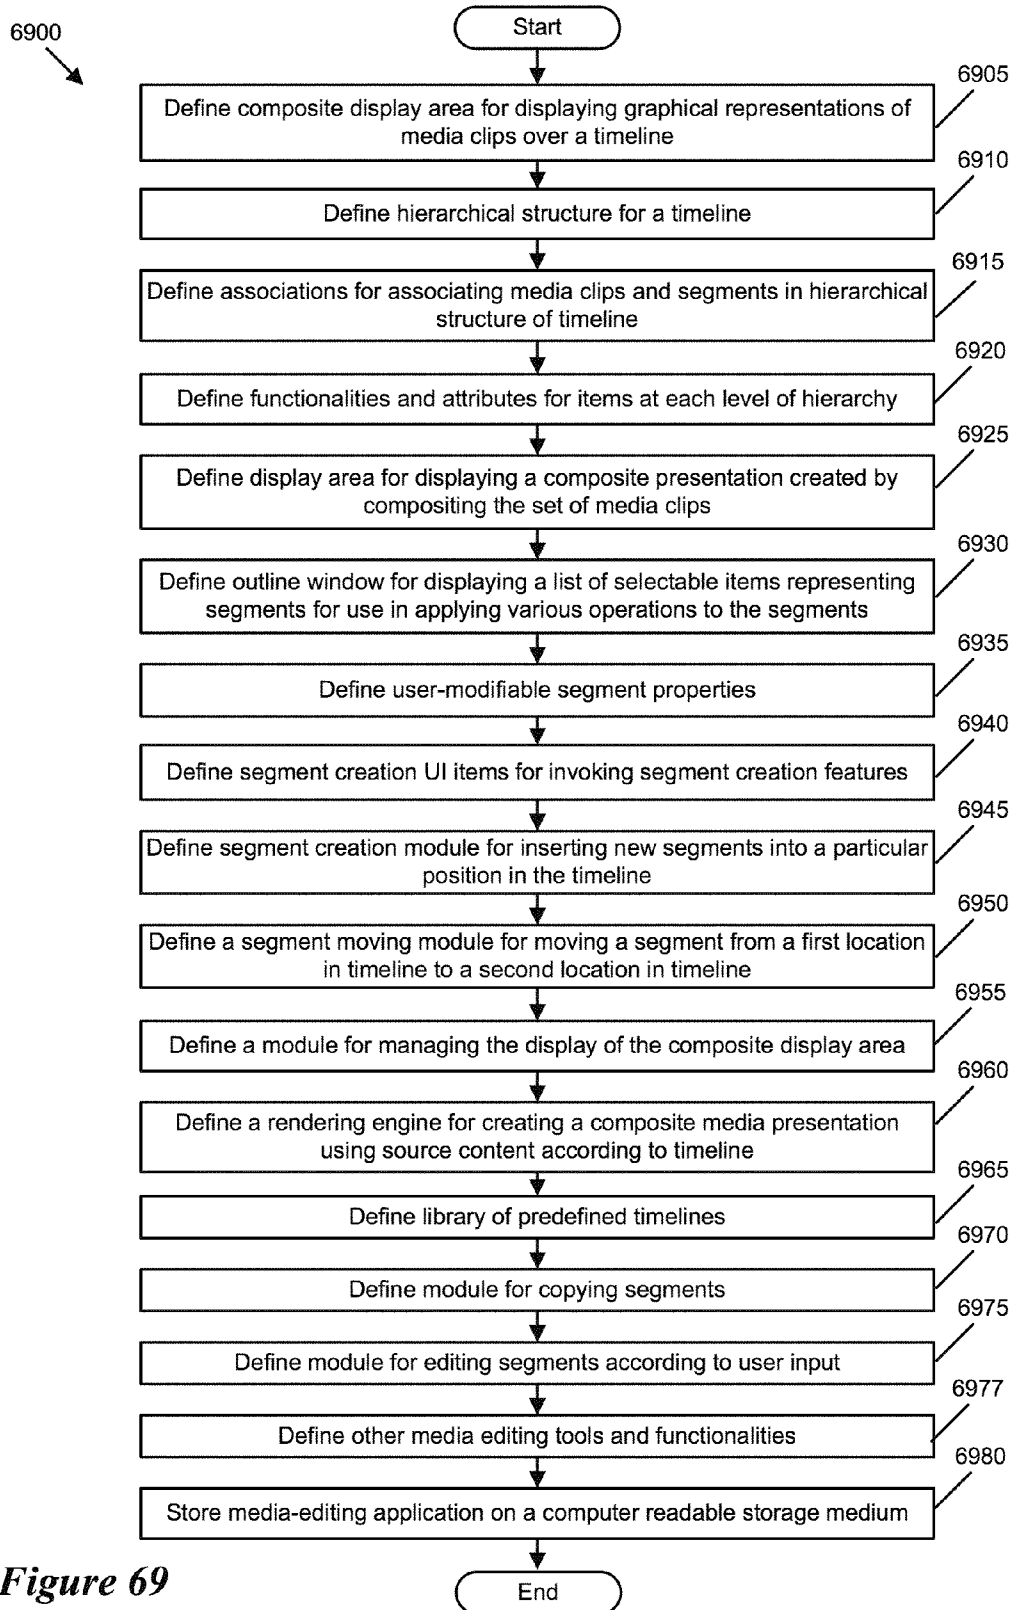 6900
Start
6905
Define composite display area for displaying graphical representations of
media clips over a timeline
6910
Define hierarchical structure for a timeline
6915
Define associations for associating media clips and segments in hierarchical
structure of timeline
6920
Define functionalities and attributes for items at each level of hierarchy
6925
Define display area for displaying a composite presentation created by
compositing the set of media clips
6930
Define outline window for displaying a list of selectable items representing
segments for use in applying various operations to the segments
6935
Define user-modifiable segment properties
6940
Define segment creation UI items for invoking segment creation features
6945
Define segment creation module for inserting new segments into a particular
position in the timeline
6950
Define a segment moving module for moving a segment from a first location
in timeline to a second location in timeline
6955
Define a module for managing the display of the composite display area
6960
Define a rendering engine for creating a composite media presentation
using source content according to timeline
6965
Define library of predefined timelines
6970
Define module for copying segments
6975
Define module for editing segments according to user input
6977
Define other media editing tools and functionalities
6980
Store media-editing application on a computer readable storage medium
Figure 69
End